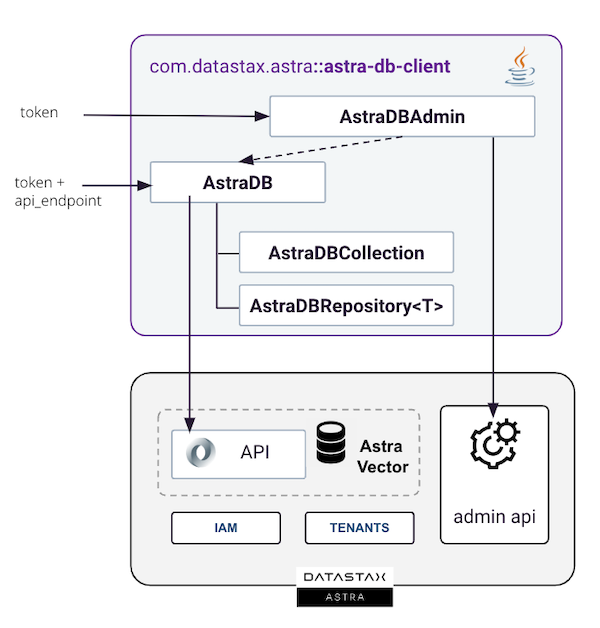 com.datastax.astra::astra-db-client
token
AstraDBAdmin
token +
api_endpoint
AstraDB
AstraDBCollection
AstraDBRepository<T>
API
Astra
Vector
admin api
IAM
TENANTS
DATASTAX
ASTRA